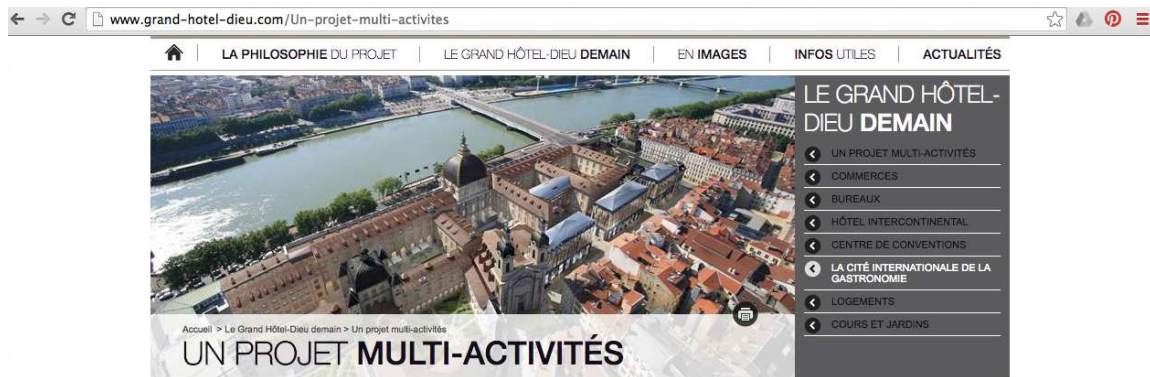 www.grand-hotel-dieu.com/Un-projet-multi-activites
LA PHILOSOPHIE DU PROJET
LE GRAND HÔTEL-DIEU DEMAIN
EN IMAGES
INFOS UTILES
ACTUALITÉS
LE GRAND HÔTEL-
DIEU DEMAIN
UN PROJET MULTI-ACTIVITÉS
COMMERCES
BUREAUX
HÔTEL INTERCONTINENTAL
CENTRE DE CONVENTIONS
LA CITÉ INTERNATIONALE DE LA
GASTRONOMIE
LOGEMENTS
COURS ET JARDINS
Accueil > Le Grand Hôtel-Dieu demain > Un projet multi-activités
UN PROJET MULTI-ACTIVITÉS